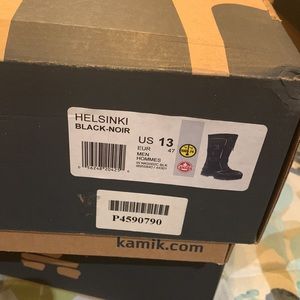 HELSINKI
BLACK-NOIR
US 13
EUR 47
MEN
HOMMES
P4590790
kamik.com